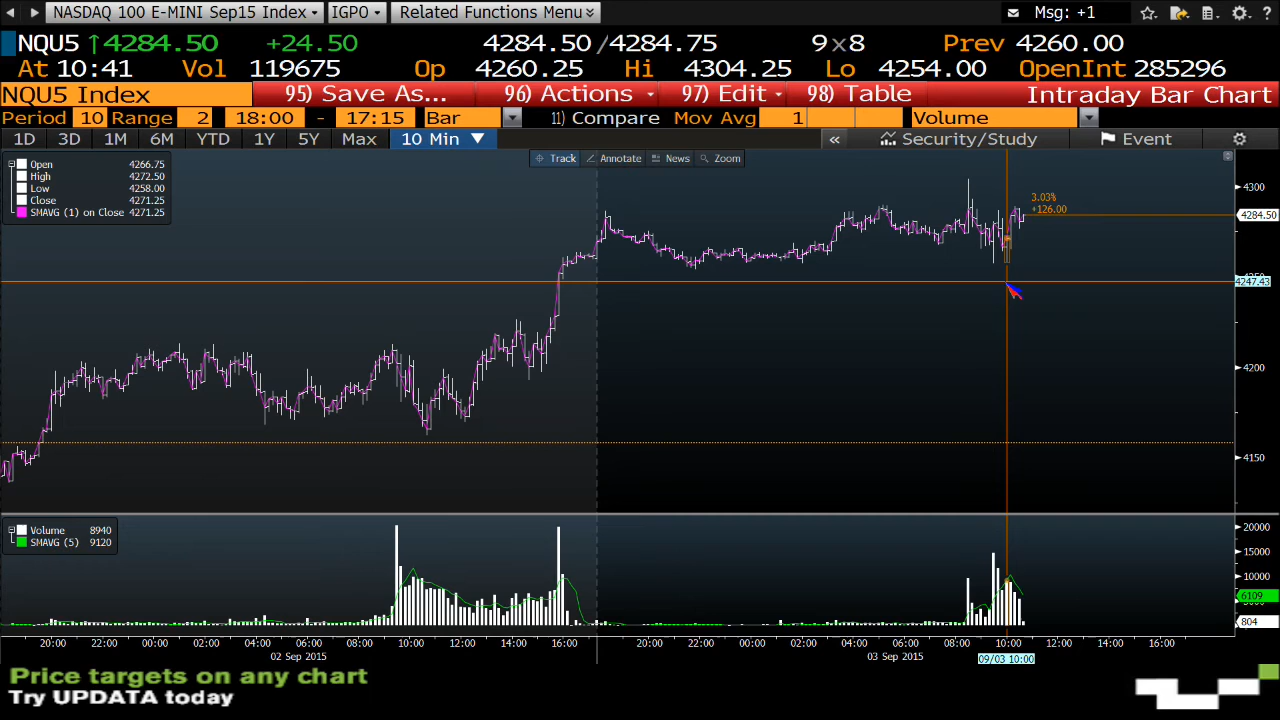 NASDAQ 100 E-MINI Sep15 Index IGPO Related Functions Menu Msg: +1
NQU5 ↑4284.50 +24.50 4284.50/4284.75 9×8 Prev 4260.00
At 10:41 Vol 119675 Op 4260.25 Hi 4304.25 Lo 4254.00 OpenInt 285296
NQU5 Index 95) Save As... 96) Actions 97) Edit 98) Table Intraday Bar Chart
Period 10 Range 2 18:00 - 17:15 Bar 11) Compare Mov Avg 1 Volume
1D 3D 1M 6M YTD 1Y 5Y Max 10 Min ▼ « Security/Study Event
Track Annotate News Zoom
Open 4266.75
High 4272.50
Low 4258.00
Close 4271.25
SMAVG (1) on Close 4271.25
3.03%
+126.00
4300
4284.50
4247.43
4200
4150
Volume 8940
SMAVG (5) 9120
20000
15000
10000
6109
804
20:00 22:00 00:00 02:00 04:00 06:00 08:00 10:00 12:00 14:00 16:00 20:00 22:00 00:00 02:00 04:00 06:00 08:00 10:00 12:00 14:00 16:00
02 Sep 2015 03 Sep 2015 09/03 10:00
Price targets on any chart
Try UPDATA today